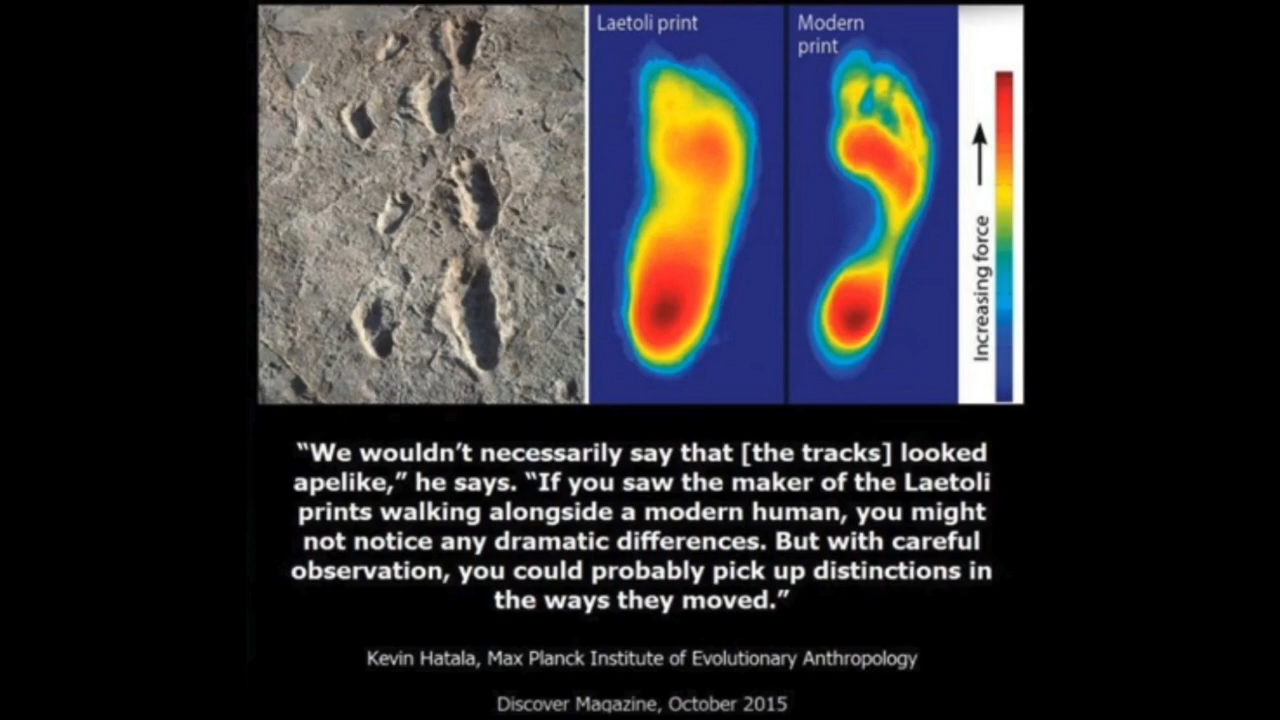 Laetoli print
Modern
print
Increasing force
“We wouldn’t necessarily say that [the tracks] looked
apelike,” he says. “If you saw the maker of the Laetoli
prints walking alongside a modern human, you might
not notice any dramatic differences. But with careful
observation, you could probably pick up distinctions in
the ways they moved.”
Kevin Hatala, Max Planck Institute of Evolutionary Anthropology
Discover Magazine, October 2015